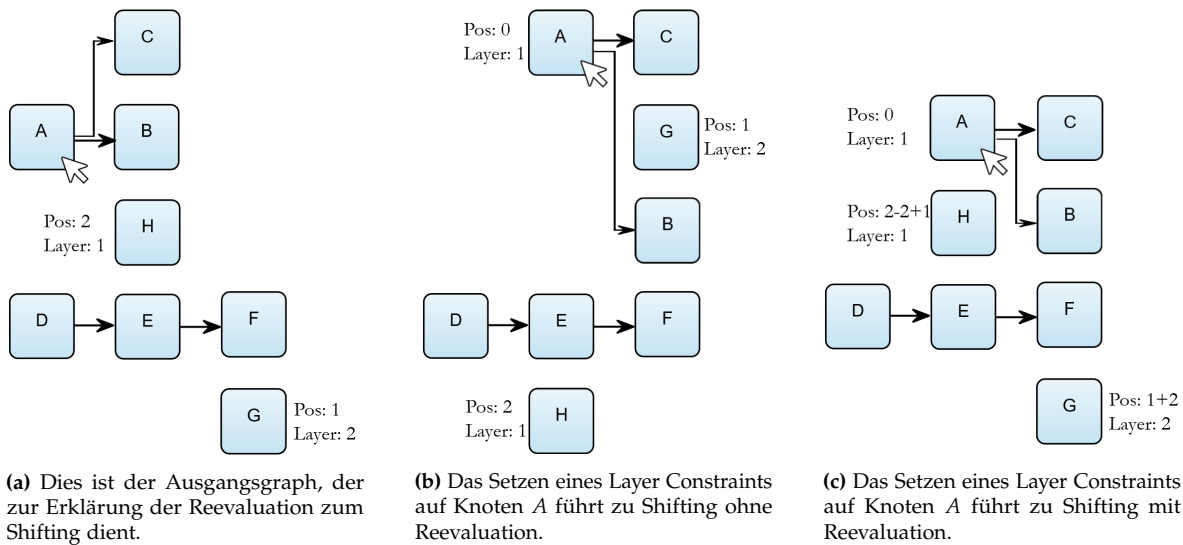 C
A
B
Pos: 2
Layer: 1
H
D
E
F
G
Pos: 1
Layer: 2
(a) Dies ist der Ausgangsgraph, der
zur Erklärung der Reevaluation zum
Shifting dient.
Pos: 0
Layer: 1
A
C
G
Pos: 1
Layer: 2
B
D
E
F
Pos: 2
Layer: 1
H
(b) Das Setzen eines Layer Constraints
auf Knoten A führt zu Shifting ohne
Reevaluation.
Pos: 0
Layer: 1
A
C
Pos: 2-2+1
Layer: 1
H
B
D
E
F
G
Pos: 1+2
Layer: 2
(c) Das Setzen eines Layer Constraints
auf Knoten A führt zu Shifting mit
Reevaluation.